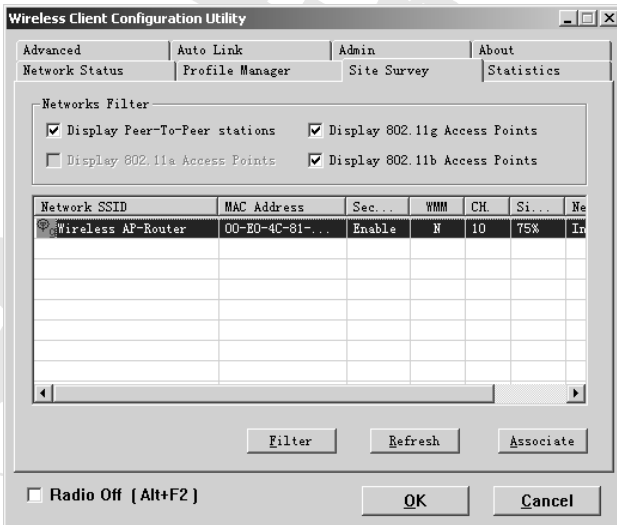 Wireless Client Configuration Utility
Advanced Auto Link Admin About
Network Status Profile Manager Site Survey Statistics
Networks Filter
Display Peer-To-Peer stations Display 802.11g Access Points
Display 802.11a Access Points Display 802.11b Access Points
Network SSID MAC Address Sec... WMM CH. Si... Ne
Wireless AP-Router 00-E0-4C-81-... Enable N 10 75% In
Filter Refresh Associate
Radio Off (Alt+F2) OK Cancel